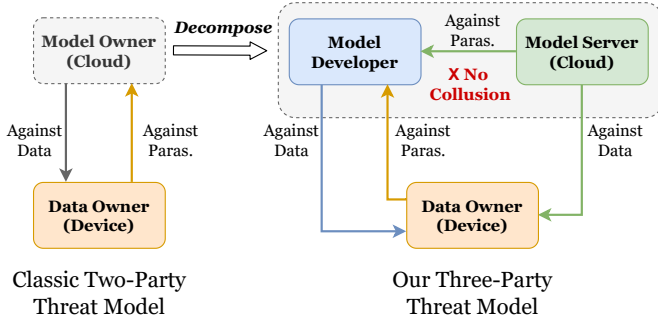 Model Owner
(Cloud)
Decompose
Model
Developer
Against
Paras.
X No
Collusion
Model Server
(Cloud)
Against
Data
Against
Paras.
Against
Data
Against
Paras.
Against
Data
Data Owner
(Device)
Data Owner
(Device)
Classic Two-Party
Threat Model
Our Three-Party
Threat Model